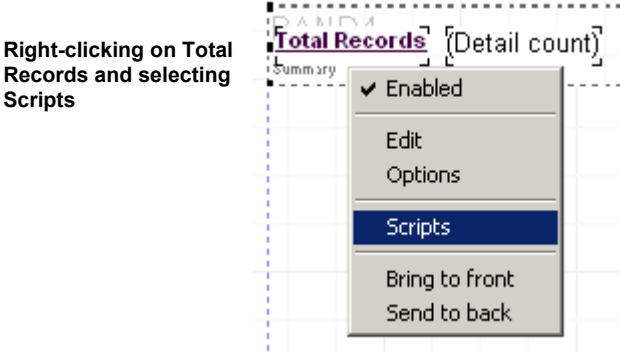 Right-clicking on Total
Records and selecting
Scripts
BAND4
Total Records (Detail count)
Summary
Enabled
Edit
Options
Scripts
Bring to front
Send to back